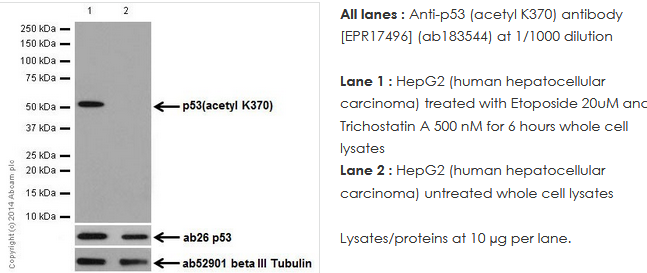 1 2
250 kDa
150 kDa
100 kDa
75 kDa
50 kDa
p53(acetyl K370)
37 kDa
25 kDa
20 kDa
15 kDa
10 kDa
ab26 p53
ab52901 beta III Tubulin
Copyright (c) 2014 Abcam plc
All lanes : Anti-p53 (acetyl K370) antibody
[EPR17496] (ab183544) at 1/1000 dilution
Lane 1 : HepG2 (human hepatocellular
carcinoma) treated with Etoposide 20uM and
Trichostatin A 500 nM for 6 hours whole cell
lysates
Lane 2 : HepG2 (human hepatocellular
carcinoma) untreated whole cell lysates
Lysates/proteins at 10 µg per lane.